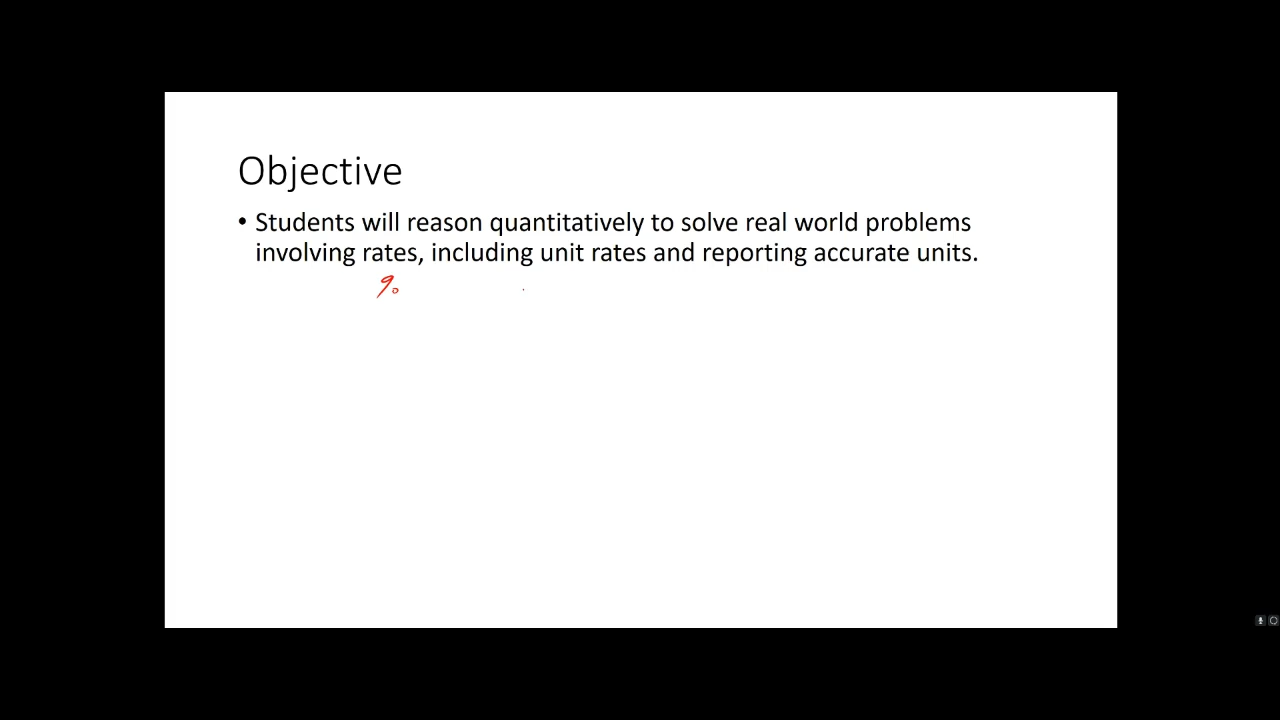 Objective
• Students will reason quantitatively to solve real world problems
involving rates, including unit rates and reporting accurate units.
%